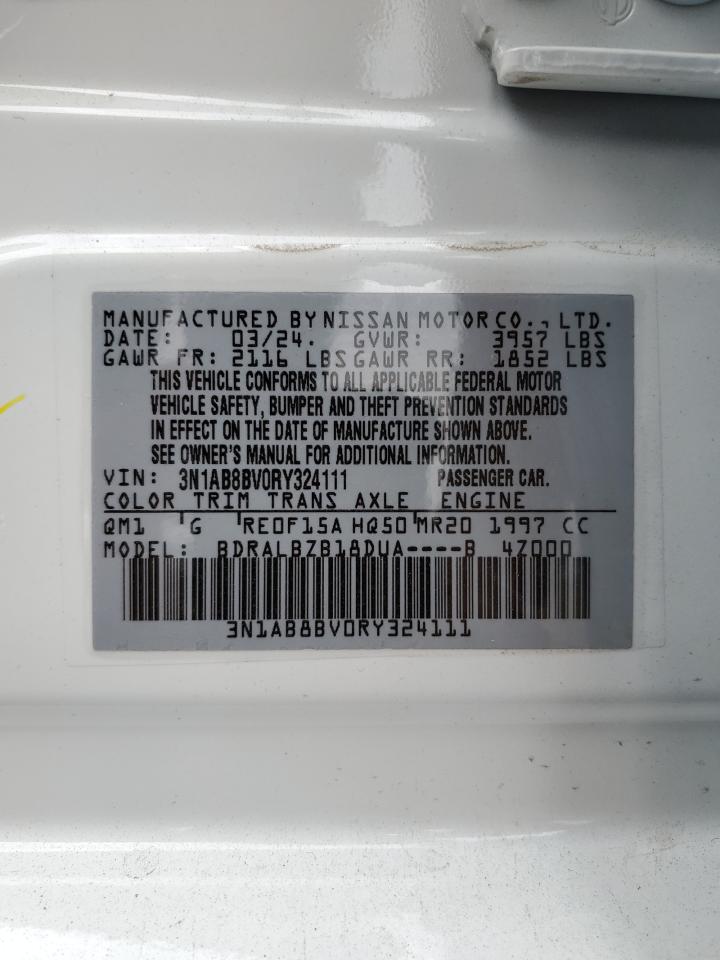 MANUFACTURED BY NISSAN MOTOR CO., LTD.
DATE: 03/24. GVWR: 3957 LBS
GAWR FR: 2116 LBS GAWR RR: 1852 LBS
THIS VEHICLE CONFORMS TO ALL APPLICABLE FEDERAL MOTOR
VEHICLE SAFETY, BUMPER AND THEFT PREVENTION STANDARDS
IN EFFECT ON THE DATE OF MANUFACTURE SHOWN ABOVE.
SEE OWNER'S MANUAL FOR ADDITIONAL INFORMATION.
VIN: 3N1AB8BV0RY324111 PASSENGER CAR.
COLOR TRIM TRANS AXLE ENGINE
QM1 G RE0F15A HQ50 MR20 1997 CC
MODEL: BDRALBZB18DUA----B 4Z000
3N1AB8BV0RY324111